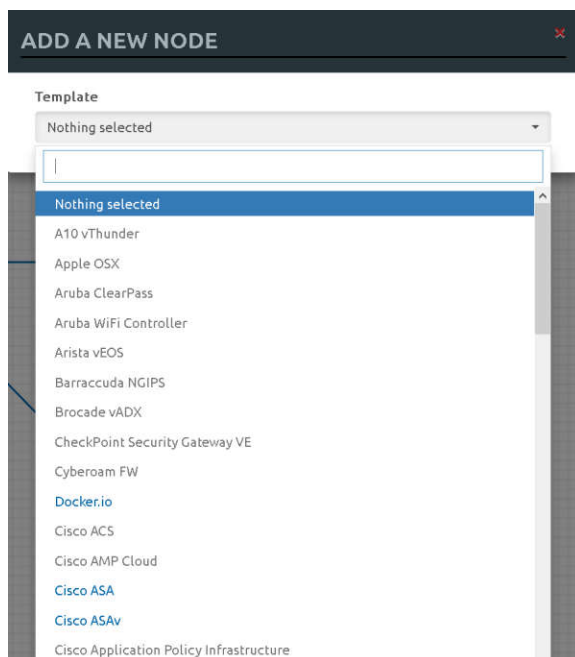 ADD A NEW NODE
Template
Nothing selected
Nothing selected
A10 vThunder
Apple OSX
Aruba ClearPass
Aruba WiFi Controller
Arista vEOS
Barraccuda NGIPS
Brocade vADX
CheckPoint Security Gateway VE
Cyberoam FW
Docker.io
Cisco ACS
Cisco AMP Cloud
Cisco ASA
Cisco ASAv
Cisco Application Policy Infrastructure